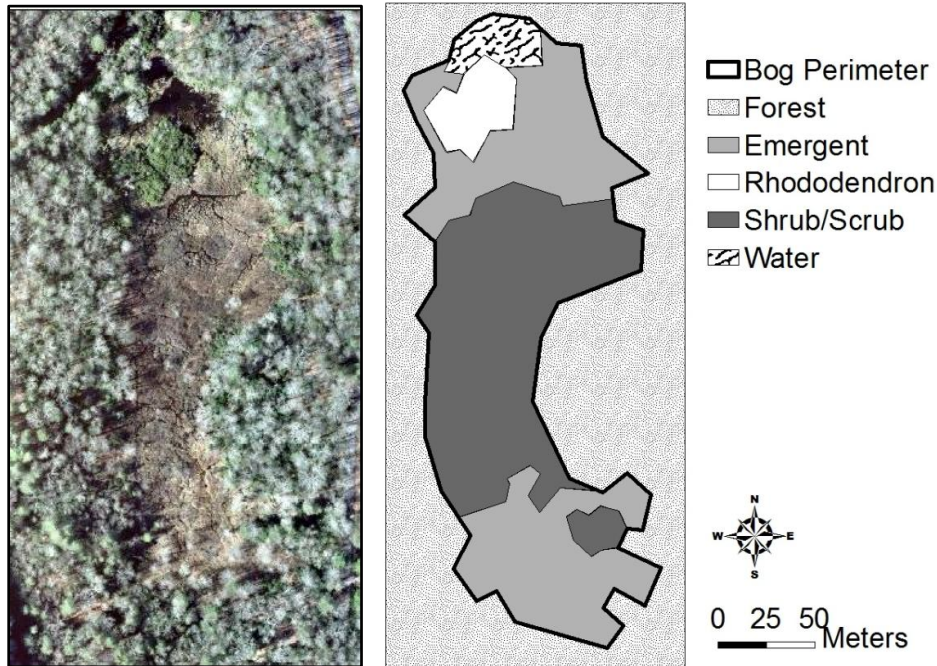 Bog Perimeter
Forest
Emergent
Rhododendron
Shrub/Scrub
Water
N
W E
S
0 25 50
Meters